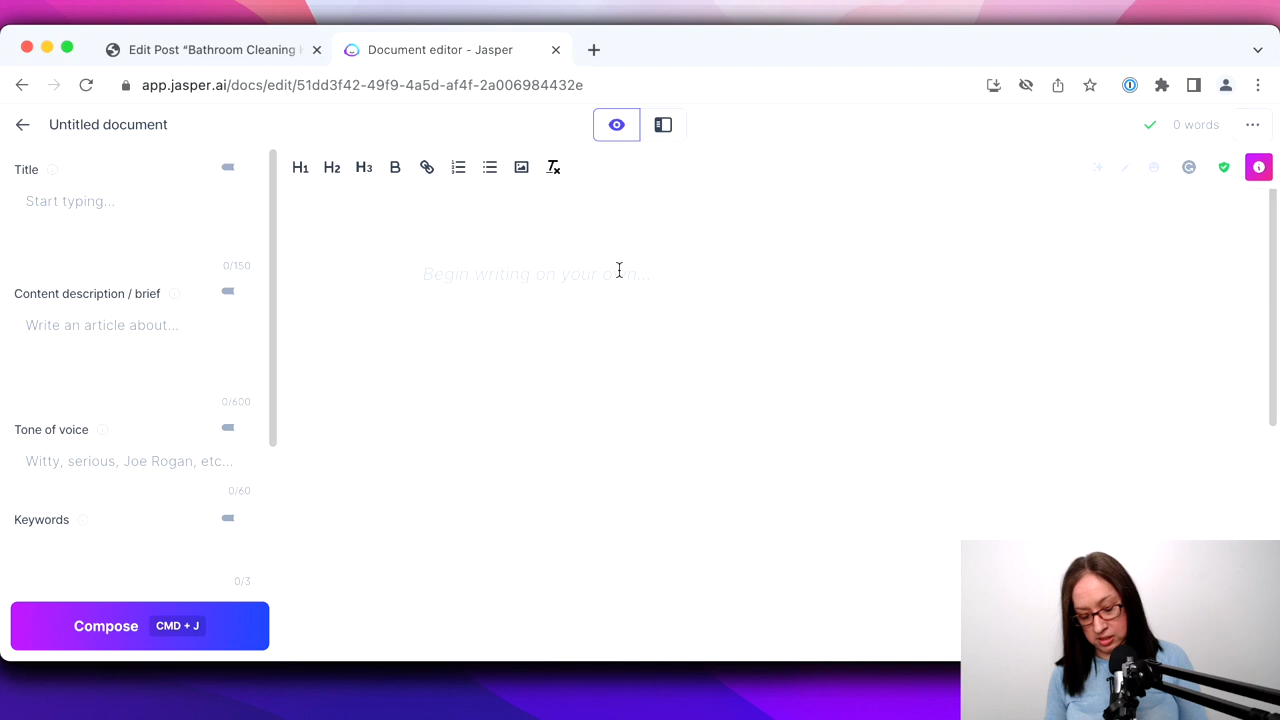 Edit Post “Bathroom Cleaning
Document editor - Jasper
app.jasper.ai/docs/edit/51dd3f42-49f9-4a5d-af4f-2a006984432e
Untitled document
0 words
Title
H1 H2 H3 B
Start typing...
0/150
Begin writing on your own...
Content description / brief
Write an article about...
0/600
Tone of voice
Witty, serious, Joe Rogan, etc...
0/60
Keywords
0/3
Compose CMD + J